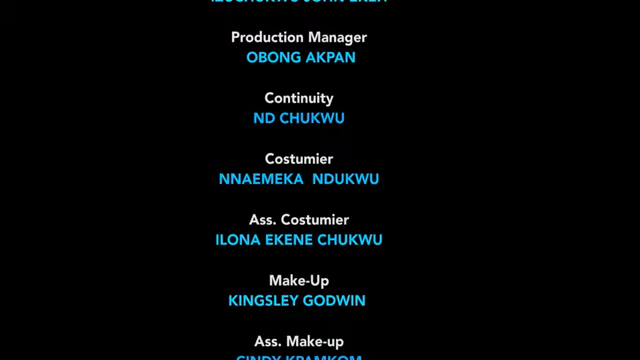 Production Manager
OBONG AKPAN
Continuity
ND CHUKWU
Costumier
NNAEMEKA NDUKWU
Ass. Costumier
ILONA EKENE CHUKWU
Make-Up
KINGSLEY GODWIN
Ass. Make-up